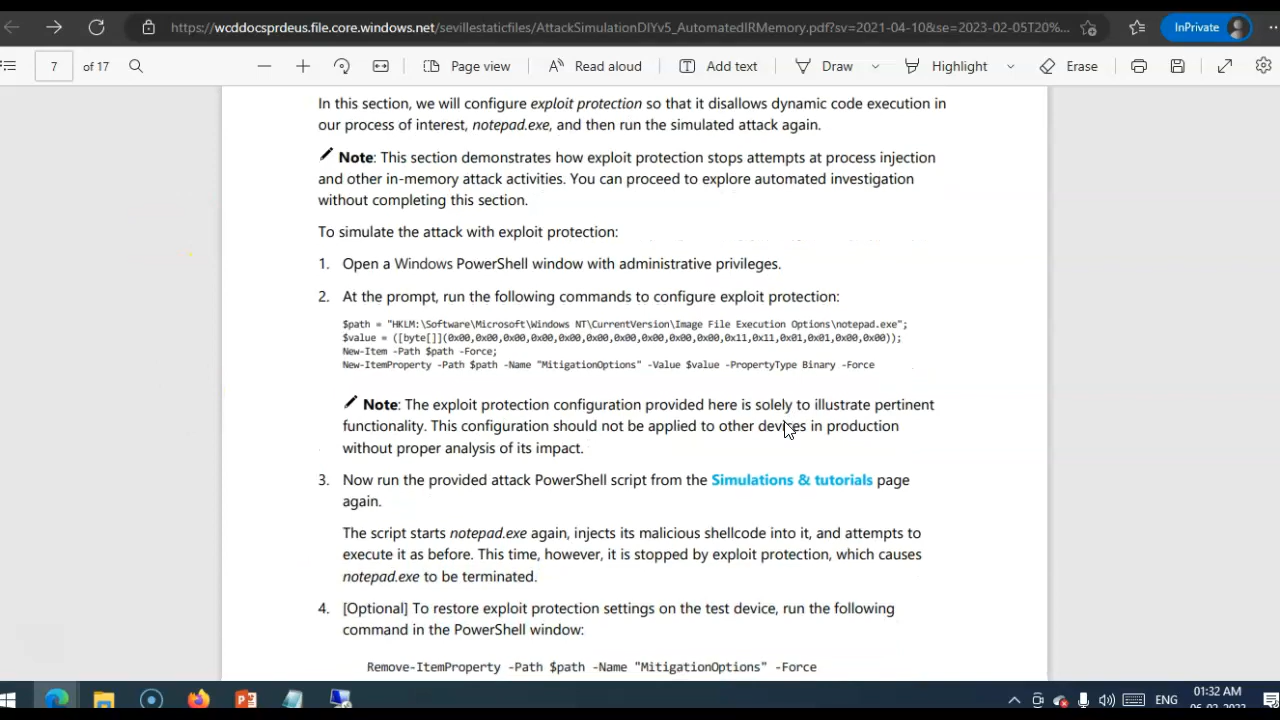 https://wcddocsprdeus.file.core.windows.net/sevillestaticfiles/AttackSimulationDIYv5_AutomatedIRMemory.pdf?sv=2021-04-10&se=2023-02-05T20%...
InPrivate
7 of 17
Page view
Read aloud
Add text
Draw
Highlight
Erase
In this section, we will configure exploit protection so that it disallows dynamic code execution in
our process of interest, notepad.exe, and then run the simulated attack again.
Note: This section demonstrates how exploit protection stops attempts at process injection
and other in-memory attack activities. You can proceed to explore automated investigation
without completing this section.
To simulate the attack with exploit protection:
1. Open a Windows PowerShell window with administrative privileges.
2. At the prompt, run the following commands to configure exploit protection:
$path = "HKLM:\Software\Microsoft\Windows NT\CurrentVersion\Image File Execution Options\notepad.exe";
$value = ([byte[]](0x00,0x00,0x00,0x00,0x00,0x00,0x00,0x00,0x00,0x00,0x11,0x11,0x01,0x01,0x00,0x00));
New-Item -Path $path -Force;
New-ItemProperty -Path $path -Name "MitigationOptions" -Value $value -PropertyType Binary -Force
Note: The exploit protection configuration provided here is solely to illustrate pertinent
functionality. This configuration should not be applied to other devices in production
without proper analysis of its impact.
3. Now run the provided attack PowerShell script from the Simulations & tutorials page
again.
The script starts notepad.exe again, injects its malicious shellcode into it, and attempts to
execute it as before. This time, however, it is stopped by exploit protection, which causes
notepad.exe to be terminated.
4. [Optional] To restore exploit protection settings on the test device, run the following
command in the PowerShell window:
Remove-ItemProperty -Path $path -Name "MitigationOptions" -Force
ENG
01:32 AM